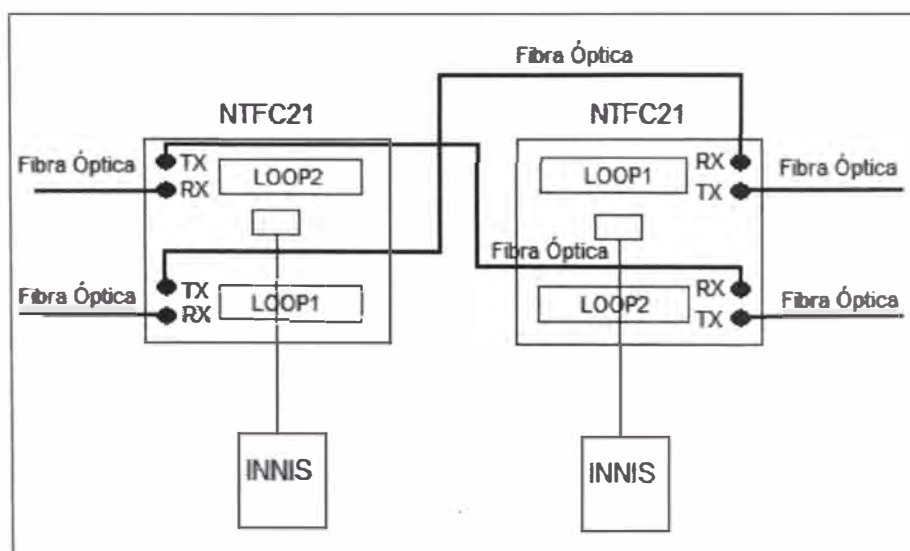 Fibra Óptica
NTFC21
NTFC21
Fibra Óptica
TX
RX
LOOP2
LOOP1
RX
TX
Fibra Óptica
Fibra Óptica
Fibra Óptica
TX
RX
LOOP1
LOOP2
RX
TX
Fibra Óptica
INNIS
INNIS